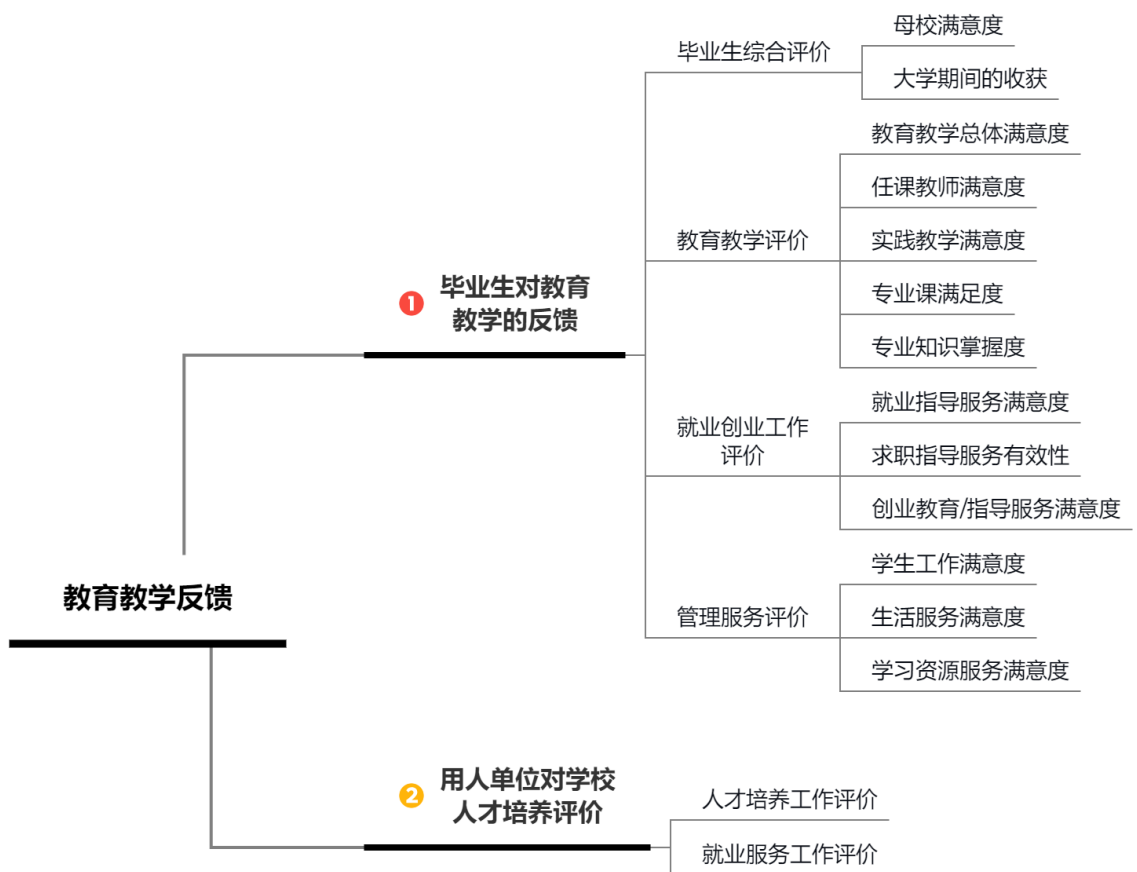 教育教学反馈
❶
毕业生对教育
教学的反馈
毕业生综合评价
母校满意度
大学期间的收获
教育教学评价
教育教学总体满意度
任课教师满意度
实践教学满意度
专业课满足度
专业知识掌握度
就业创业工作
评价
就业指导服务满意度
求职指导服务有效性
创业教育/指导服务满意度
管理服务评价
学生工作满意度
生活服务满意度
学习资源服务满意度
❷
用人单位对学校
人才培养评价
人才培养工作评价
就业服务工作评价